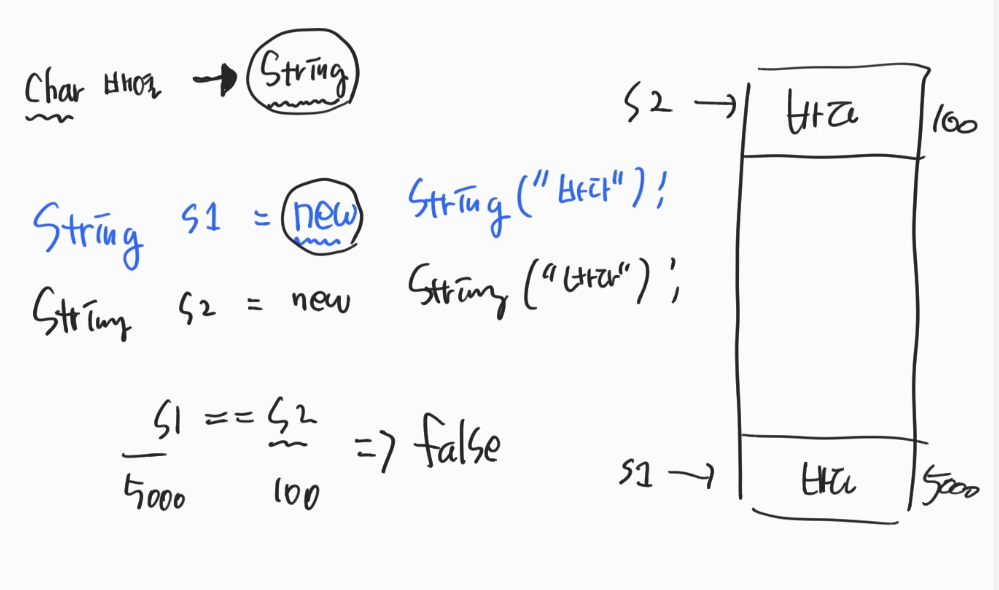 Char 배열 → String
String s1 = new String("바다");
String s2 = new String("바다");
s1 == s2 => false
5000 100
s2 → 바다 100
s1 → 바다 5000